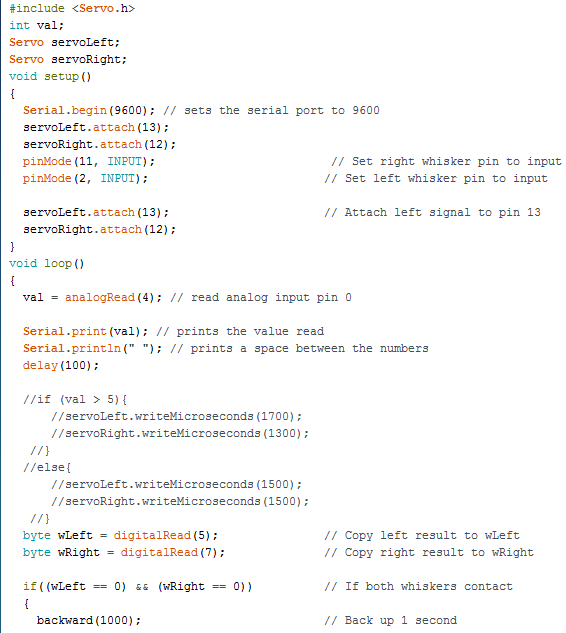 #include <Servo.h>
int val;
Servo servoLeft;
Servo servoRight;
void setup()
{
  Serial.begin(9600); // sets the serial port to 9600
  servoLeft.attach(13);
  servoRight.attach(12);
  pinMode(11, INPUT);                         // Set right whisker pin to input
  pinMode(2, INPUT);                         // Set left whisker pin to input

  servoLeft.attach(13);                      // Attach left signal to pin 13
  servoRight.attach(12);
}
void loop()
{
  val = analogRead(4); // read analog input pin 0

  Serial.print(val); // prints the value read
  Serial.println(" "); // prints a space between the numbers
  delay(100);

  //if (val > 5){
      //servoLeft.writeMicroseconds(1700);
      //servoRight.writeMicroseconds(1300);
   //}
  //else{
      //servoLeft.writeMicroseconds(1500);
      //servoRight.writeMicroseconds(1500);
   //}
  byte wLeft = digitalRead(5);               // Copy left result to wLeft
  byte wRight = digitalRead(7);              // Copy right result to wRight

  if((wLeft == 0) && (wRight == 0))          // If both whiskers contact
  {
    backward(1000);                          // Back up 1 second